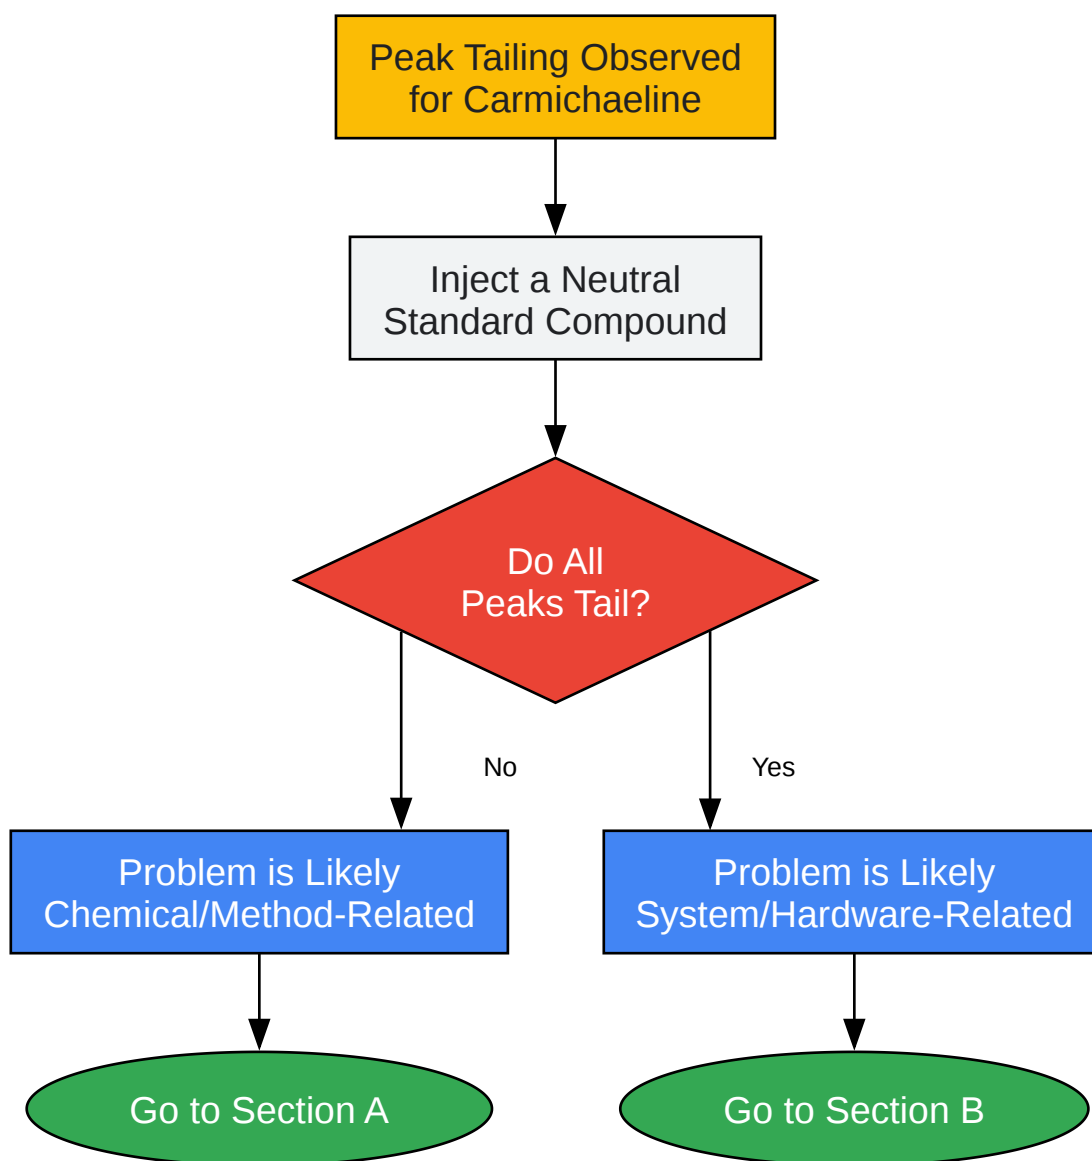 Peak Tailing Observed
for Carmichaeline
Inject a Neutral
Standard Compound
Do All
Peaks Tail?
No
Yes
Problem is Likely
Chemical/Method-Related
Problem is Likely
System/Hardware-Related
Go to Section A
Go to Section B